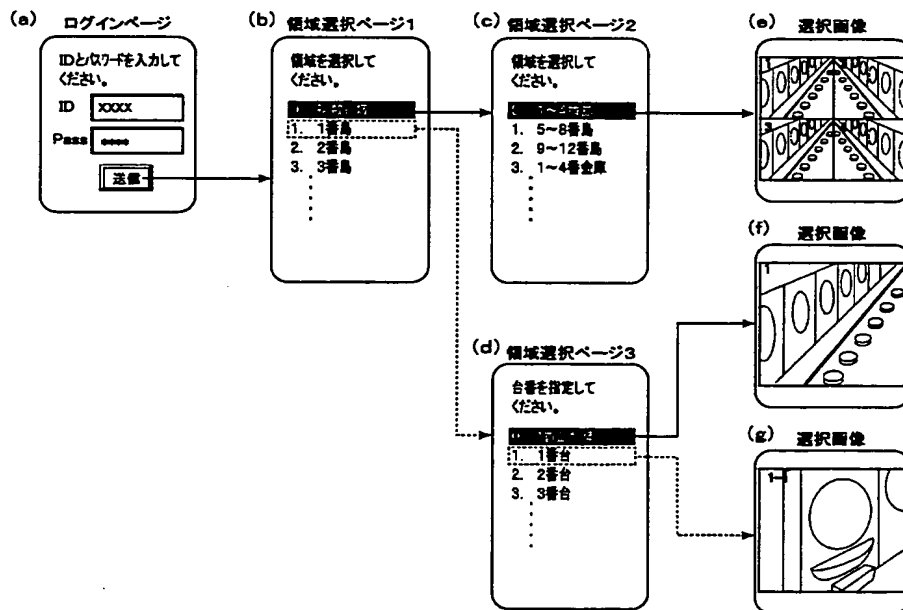 (a) ログインページ
IDとパスワードを入力して
ください。
ID xxxx
Pass ****
送信
(b) 領域選択ページ1
領域を選択して
ください。
1. 1番島
2. 2番島
3. 3番島
(c) 領域選択ページ2
領域を選択して
ください。
1. 5~8番島
2. 9~12番島
3. 1~4番金庫
(d) 領域選択ページ3
台番を指定して
ください。
1. 1番台
2. 2番台
3. 3番台
(e) 選択画像
1
3
(f) 選択画像
1
(g) 選択画像
1-1